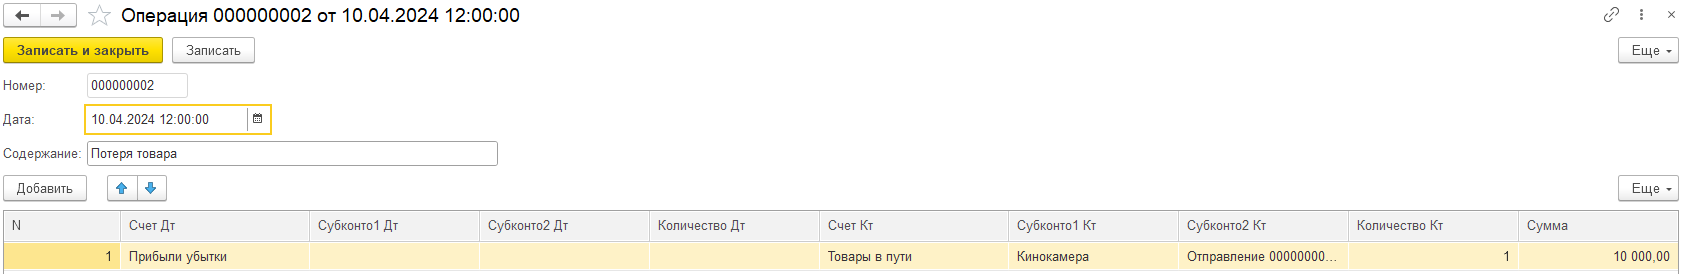 Операция 000000002 от 10.04.2024 12:00:00
Записать и закрыть Записать Еще
Номер: 000000002
Дата: 10.04.2024 12:00:00
Содержание: Потеря товара
Добавить Еще
N Счет Дт Субконто1 Дт Субконто2 Дт Количество Дт Счет Кт Субконто1 Кт Субконто2 Кт Количество Кт Сумма
1 Прибыли убытки Товары в пути Кинокамера Отправление 00000000... 1 10 000,00